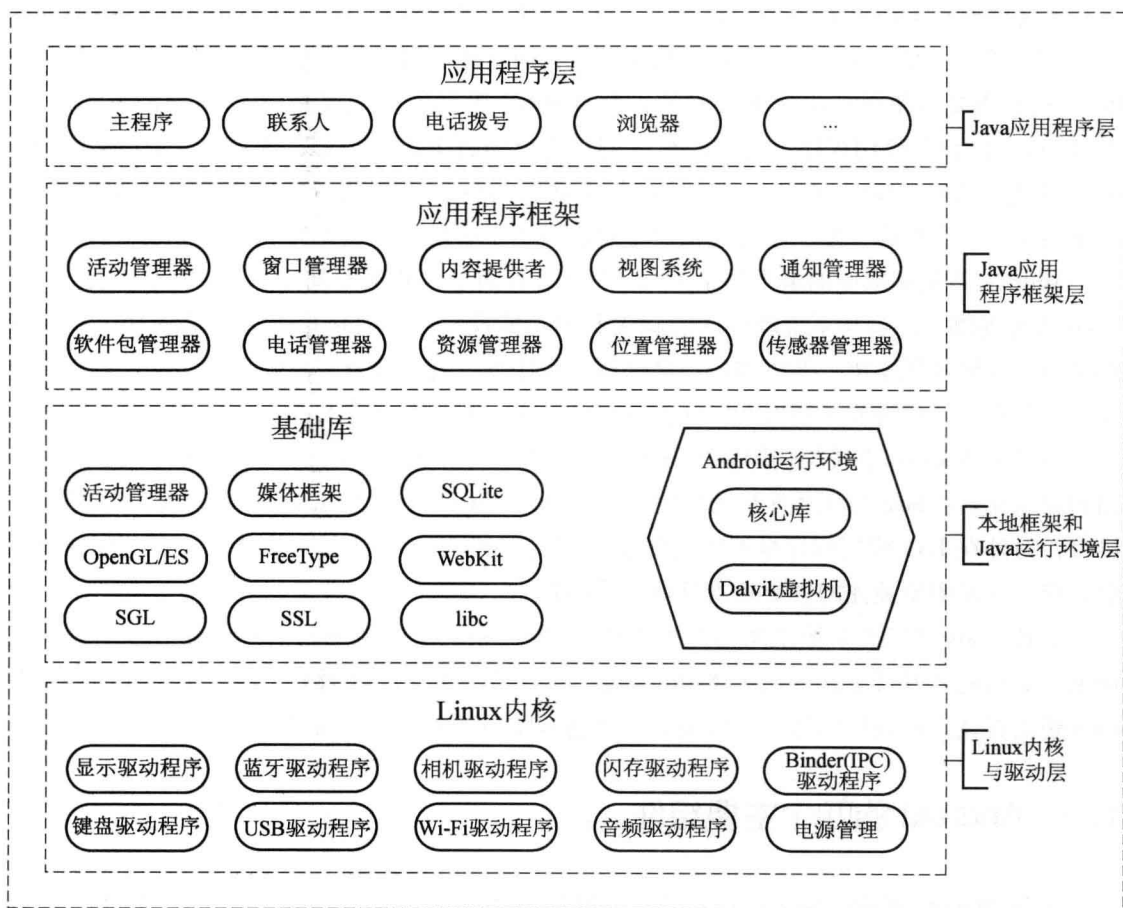 应用程序层
主程序
联系人
电话拨号
浏览器
...
Java应用程序层
应用程序框架
活动管理器
窗口管理器
内容提供者
视图系统
通知管理器
Java应用
程序框架层
软件包管理器
电话管理器
资源管理器
位置管理器
传感器管理器
基础库
Android运行环境
活动管理器
媒体框架
SQLite
核心库
本地框架和
Java运行环境层
OpenGL/ES
FreeType
WebKit
Dalvik虚拟机
SGL
SSL
libc
Linux内核
显示驱动程序
蓝牙驱动程序
相机驱动程序
闪存驱动程序
Binder(IPC)
驱动程序
Linux内核
与驱动层
键盘驱动程序
USB驱动程序
Wi-Fi驱动程序
音频驱动程序
电源管理